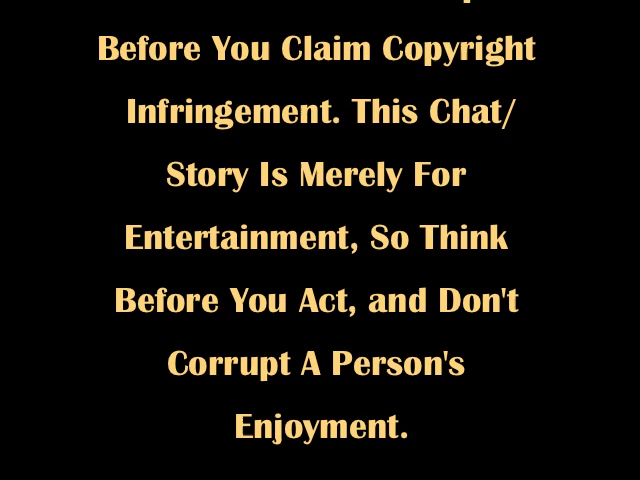 Before You Claim Copyright
Infringement. This Chat/
Story Is Merely For
Entertainment, So Think
Before You Act, and Don't
Corrupt A Person's
Enjoyment.